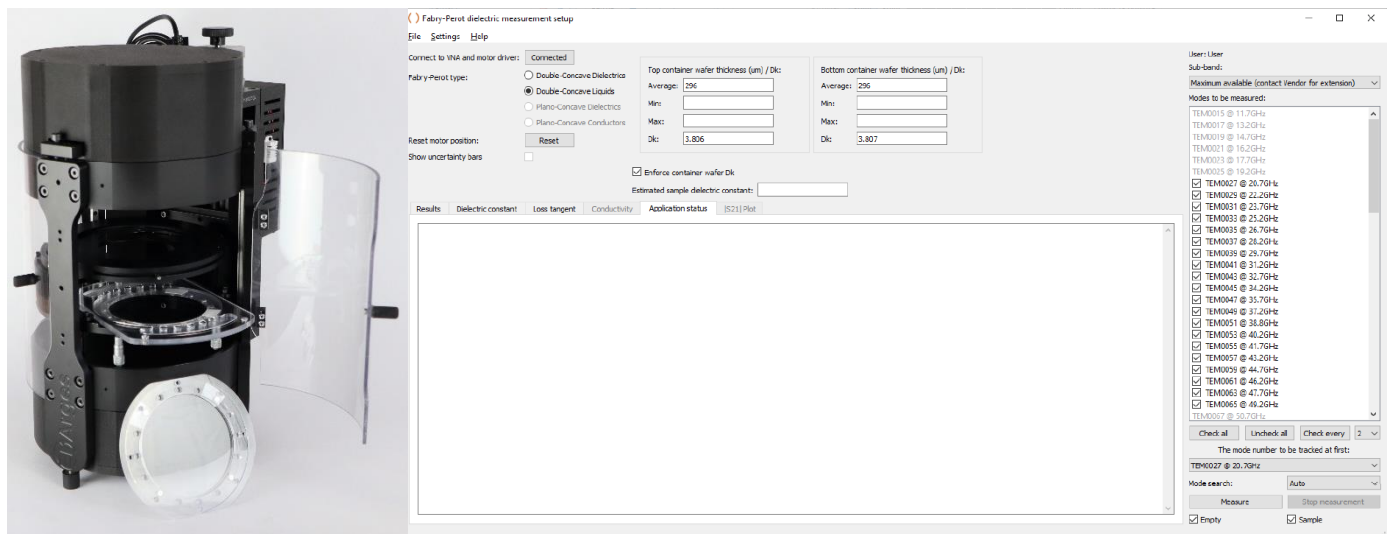 Fabry-Perot dielectric measurement setup
File Settings Help
Connect to VNA and motor driver: Connected
Fabry-Perot type:
Double-Concave Dielectrics
Double-Concave Liquids
Plano-Concave Dielectrics
Plano-Concave Conductors
Reset motor position: Reset
Show uncertainty bars
Top container wafer thickness (um) / Dk:
Average: 296
Min:
Max:
Dk: 3.806
Bottom container wafer thickness (um) / Dk:
Average: 296
Min:
Max:
Dk: 3.807
Enforce container wafer Dk
Estimated sample dielectric constant:
Results Dielectric constant Loss tangent Conductivity Application status |S21| Plot
User: User
Sub-band:
Maximum available (contact Vendor for extension)
Modes to be measured:
TEM0015 @ 11.7GHz
TEM0017 @ 13.2GHz
TEM0019 @ 14.7GHz
TEM0021 @ 16.2GHz
TEM0023 @ 17.7GHz
TEM0025 @ 19.2GHz
TEM0027 @ 20.7GHz
TEM0029 @ 22.2GHz
TEM0031 @ 23.7GHz
TEM0033 @ 25.2GHz
TEM0035 @ 26.7GHz
TEM0037 @ 28.2GHz
TEM0039 @ 29.7GHz
TEM0041 @ 31.2GHz
TEM0043 @ 32.7GHz
TEM0045 @ 34.2GHz
TEM0047 @ 35.7GHz
TEM0049 @ 37.2GHz
TEM0051 @ 38.8GHz
TEM0053 @ 40.2GHz
TEM0055 @ 41.7GHz
TEM0057 @ 43.2GHz
TEM0059 @ 44.7GHz
TEM0061 @ 46.2GHz
TEM0063 @ 47.7GHz
TEM0065 @ 49.2GHz
TEM0067 @ 50.7GHz
Check all Uncheck all Check every 2
The mode number to be tracked at first:
TEM0027 @ 20.7GHz
Mode search: Auto
Measure Stop measurement
Empty Sample